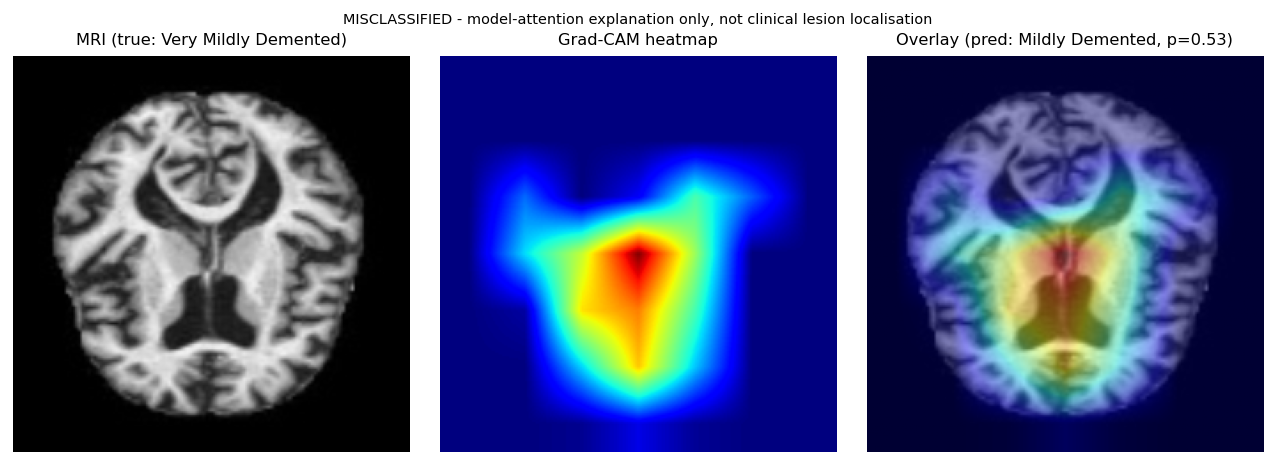 MISCLASSIFIED - model-attention explanation only, not clinical lesion localisation
MRI (true: Very Mildly Demented)
Grad-CAM heatmap
Overlay (pred: Mildly Demented, p=0.53)